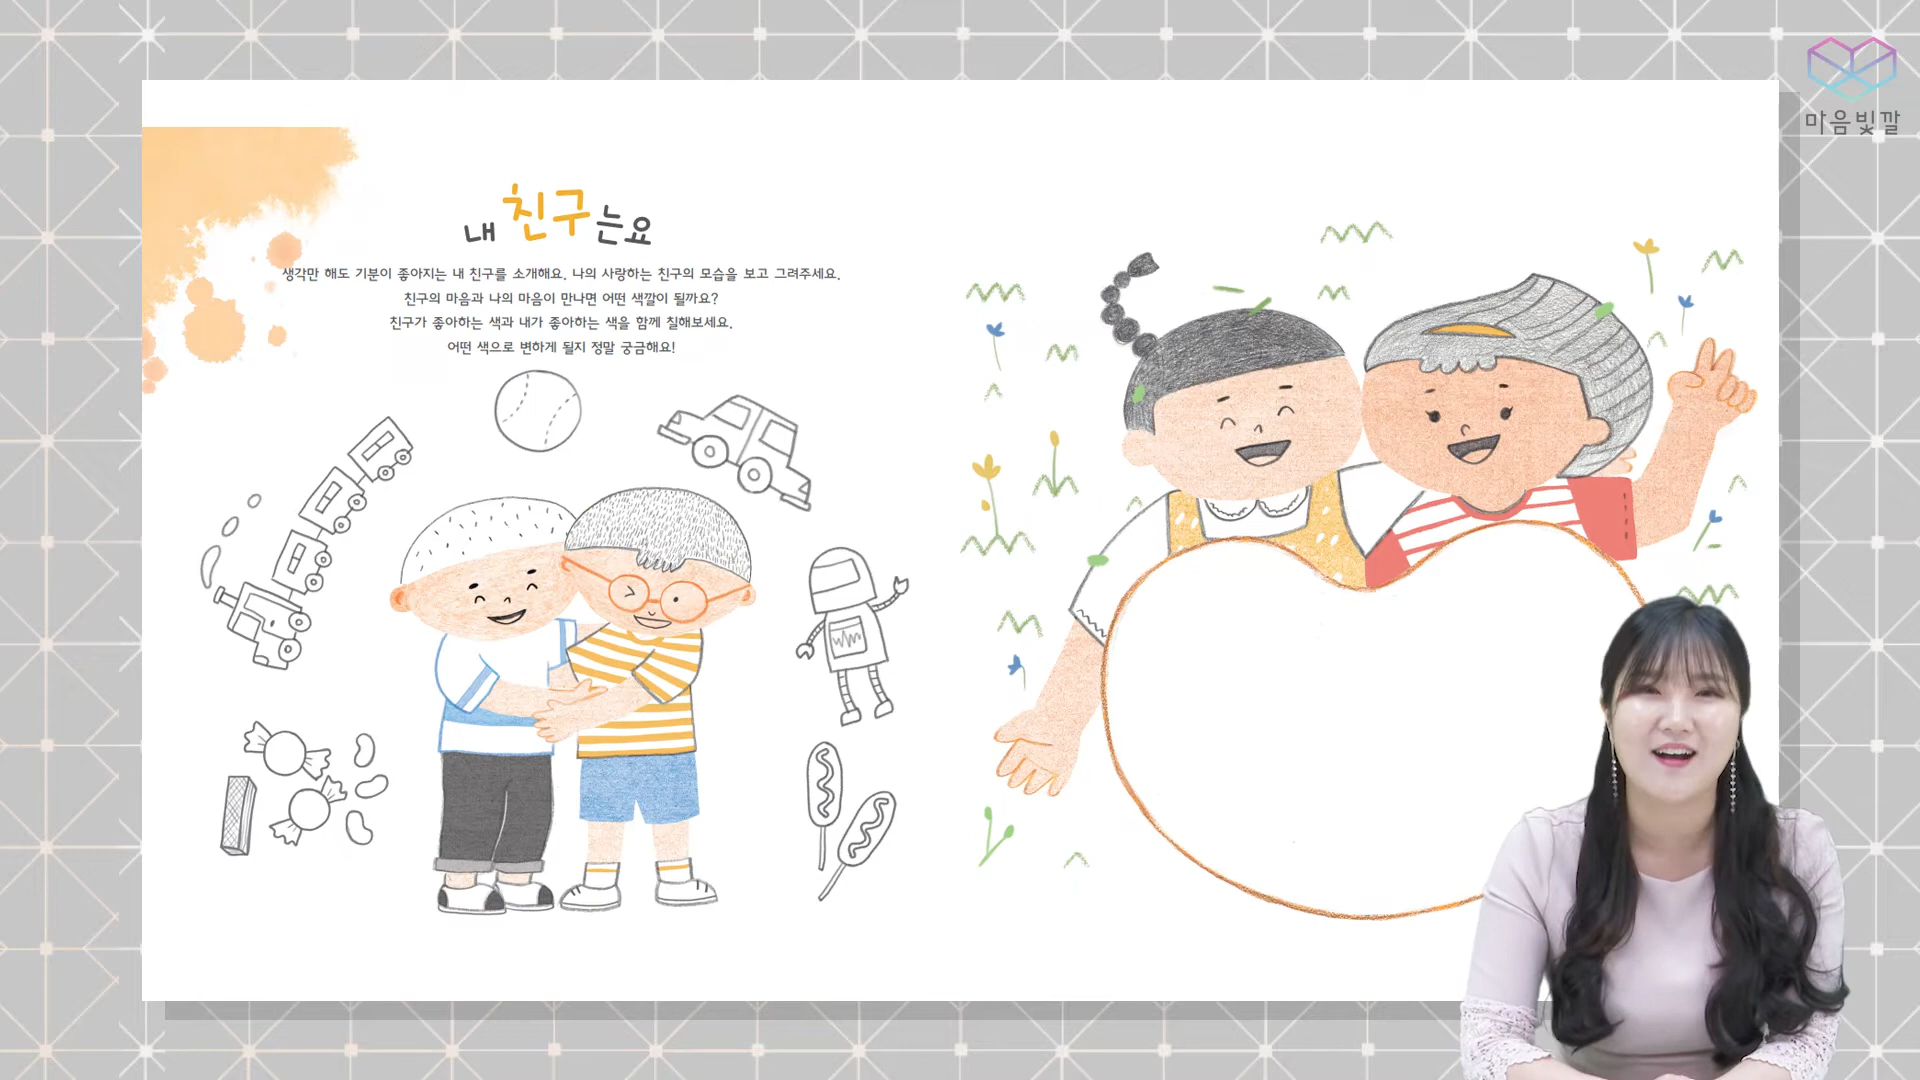 마음빛깔
내 친구는요
생각만 해도 기분이 좋아지는 내 친구를 소개해요. 나의 사랑하는 친구의 모습을 보고 그려주세요.
친구의 마음과 나의 마음이 만나면 어떤 색깔이 될까요?
친구가 좋아하는 색과 내가 좋아하는 색을 함께 칠해보세요.
어떤 색으로 변하게 될지 정말 궁금해요!